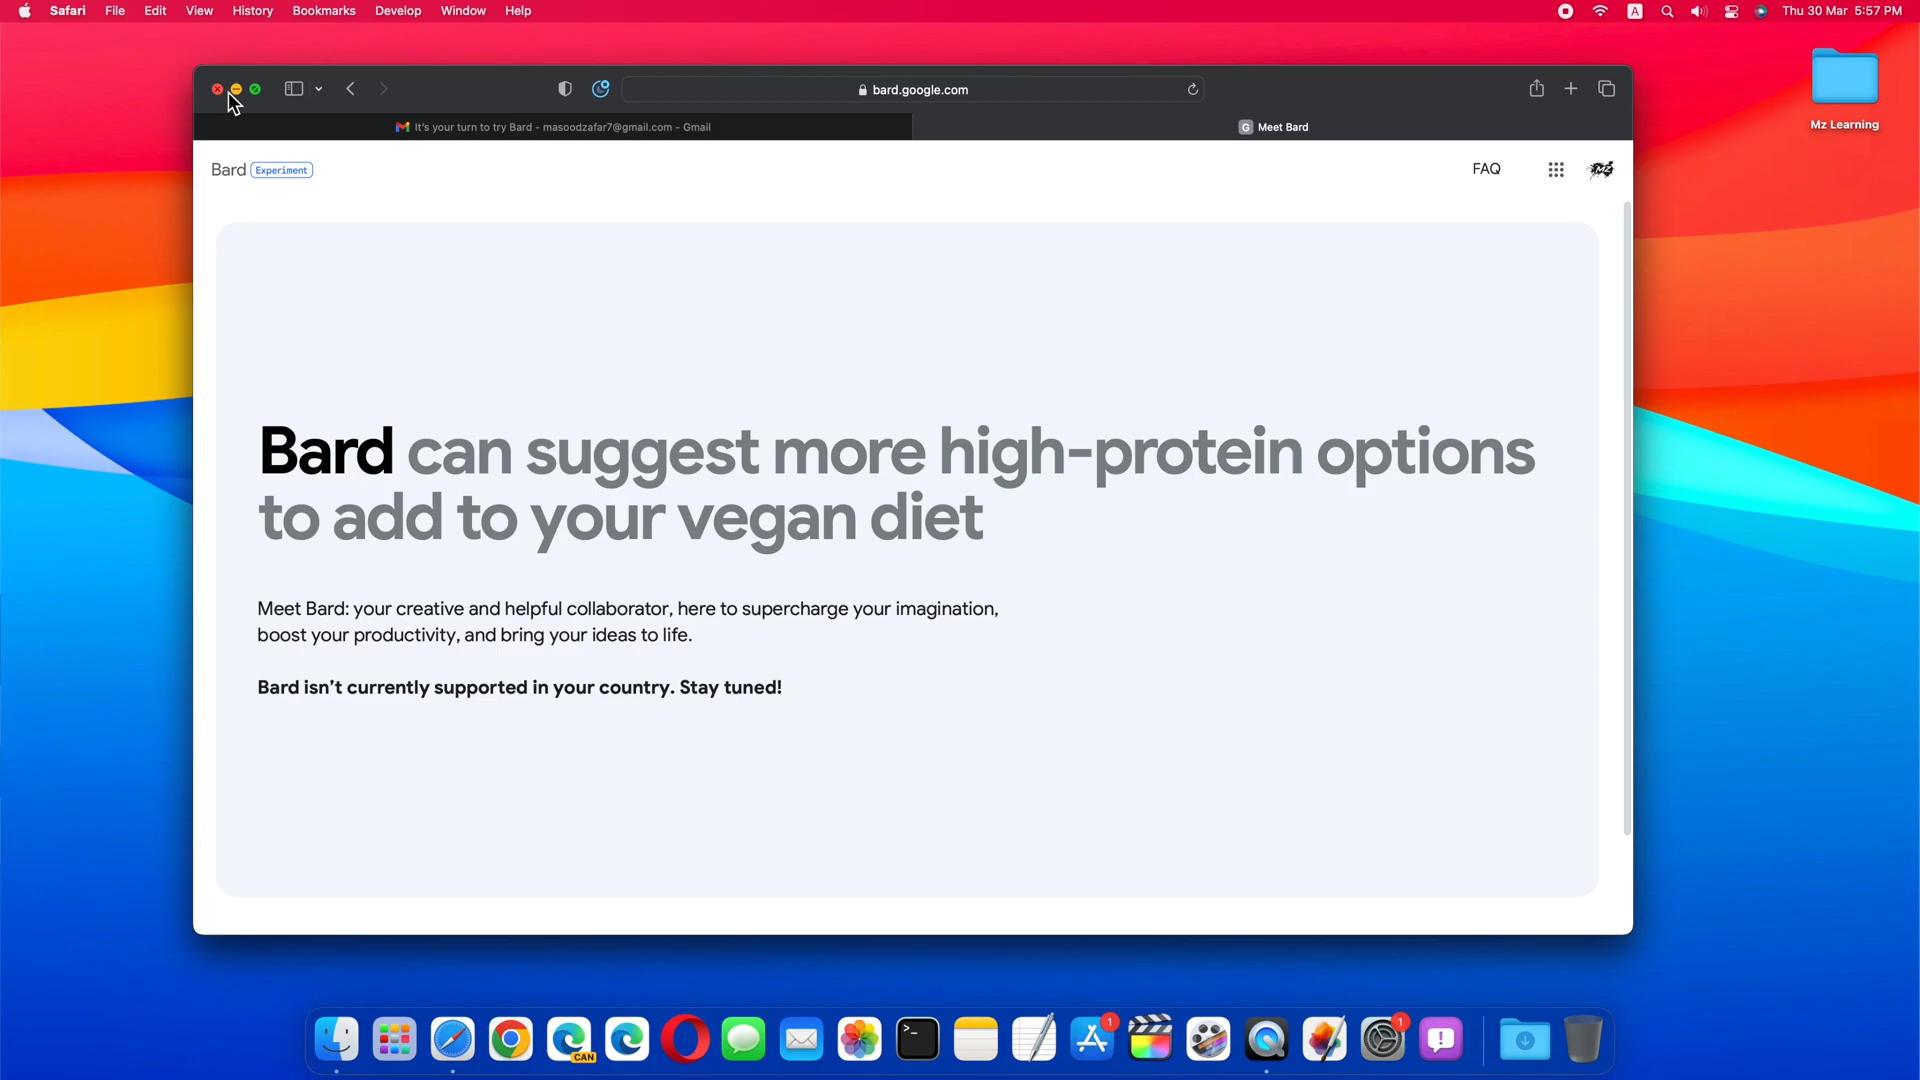 Safari File Edit View History Bookmarks Develop Window Help
A
Thu 30 Mar 5:57 PM
bard.google.com
It's your turn to try Bard - masoodzafar7@gmail.com - Gmail
G Meet Bard
Mz Learning
Bard Experiment
FAQ
MZ
Bard can suggest more high-protein options
to add to your vegan diet
Meet Bard: your creative and helpful collaborator, here to supercharge your imagination,
boost your productivity, and bring your ideas to life.
Bard isn't currently supported in your country. Stay tuned!
CAN
1
1